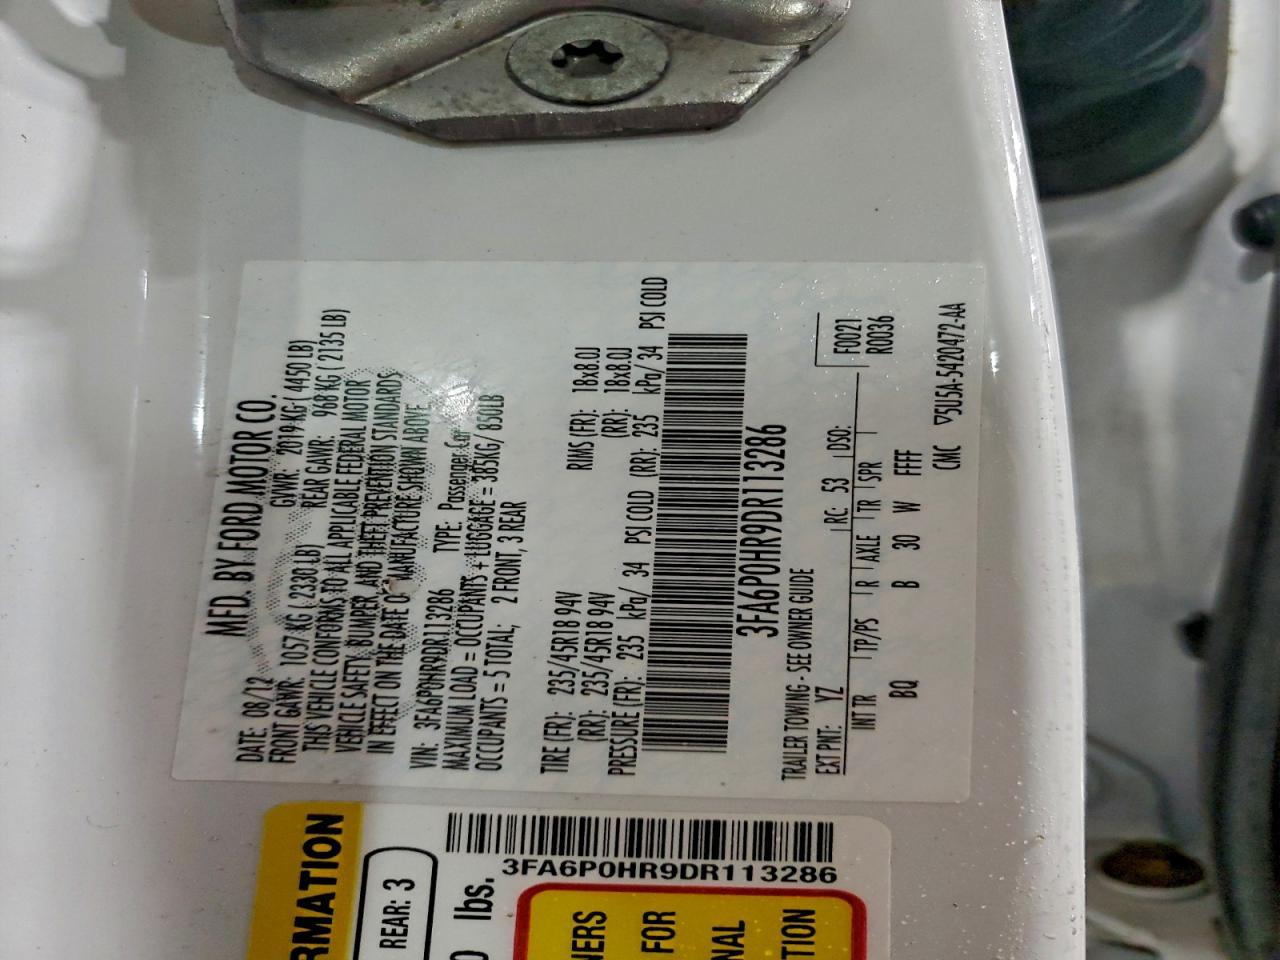 MFD. BY FORD MOTOR CO.
DATE: 08/12 GVWR: 2019 KG ( 4450 LB)
FRONT GAWR: 1057 KG ( 2330 LB) REAR GAWR: 968 KG ( 2135 LB)
THIS VEHICLE CONFORMS TO ALL APPLICABLE FEDERAL MOTOR
VEHICLE SAFETY, BUMPER, AND THEFT PREVENTION STANDARDS
IN EFFECT ON THE DATE OF MANUFACTURE SHOWN ABOVE.
VIN: 3FA6P0HR9DR113286 TYPE: Passenger Car
MAXIMUM LOAD = OCCUPANTS + LUGGAGE = 385KG/ 850LB
OCCUPANTS = 5 TOTAL; 2 FRONT, 3 REAR
TIRE (FR): 235/45R18 94V RIMS (FR): 18x8.0J
(RR): 235/45R18 94V (RR): 18x8.0J
PRESSURE (FR): 235 kPa/ 34 PSI COLD (RR): 235 kPa/ 34 PSI COLD
3FA6P0HR9DR113286
TRAILER TOWING - SEE OWNER GUIDE
EXT PNT: YZ RC: 53 DSO:
F0021
R0036
INT TR TP/PS R AXLE TR SPR
BQ B 30 W FFFF
CMC ▽5U5A-5420472-AA
RMATION
REAR: 3
lbs.
3FA6P0HR9DR113286
NERS
FOR
NAL
TION